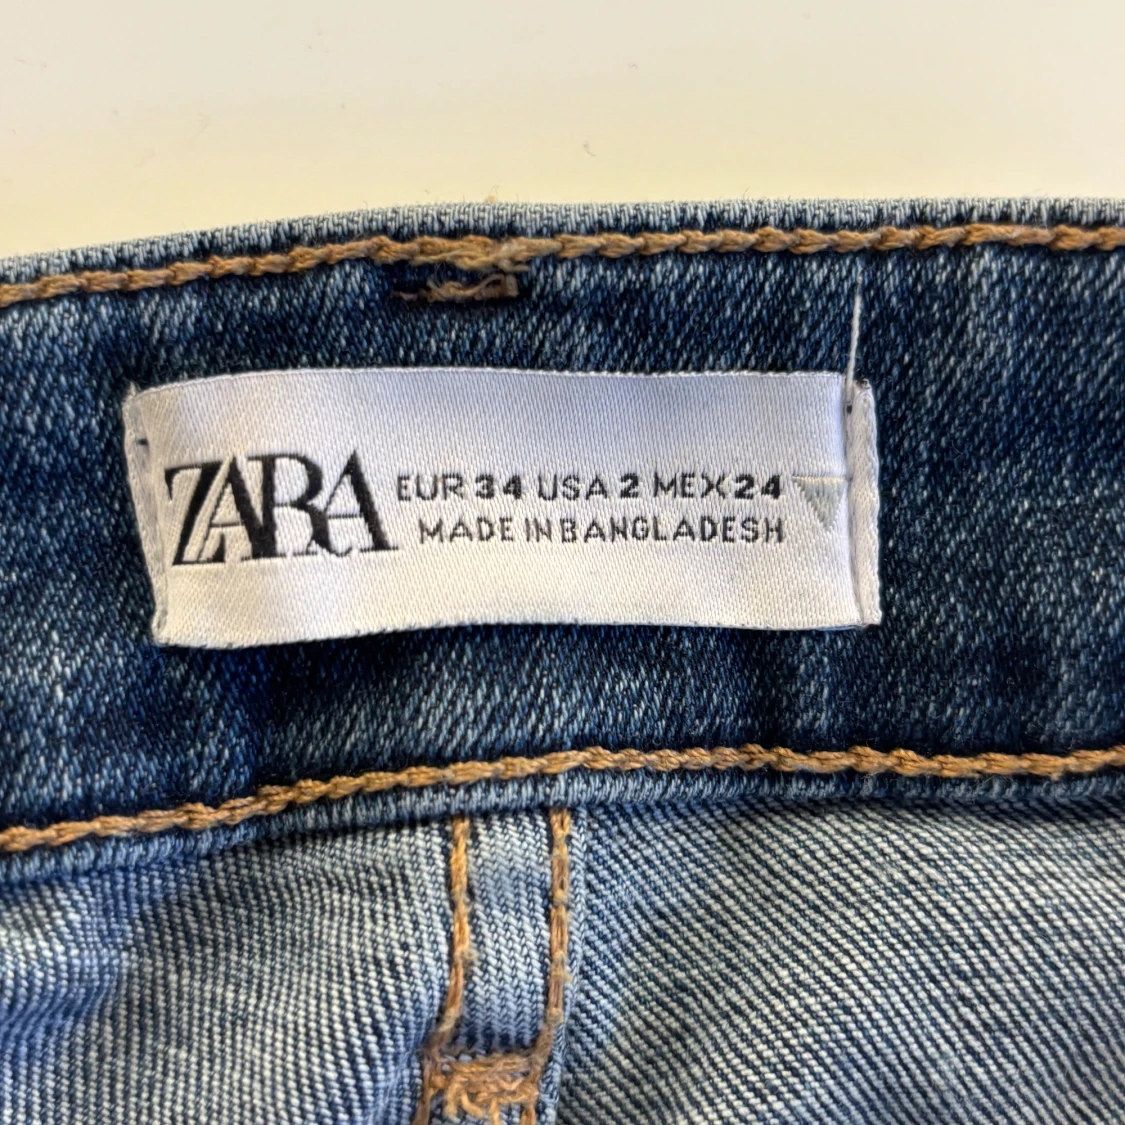 ZARA
EUR 34 USA 2 MEX 24
MADE IN BANGLADESH